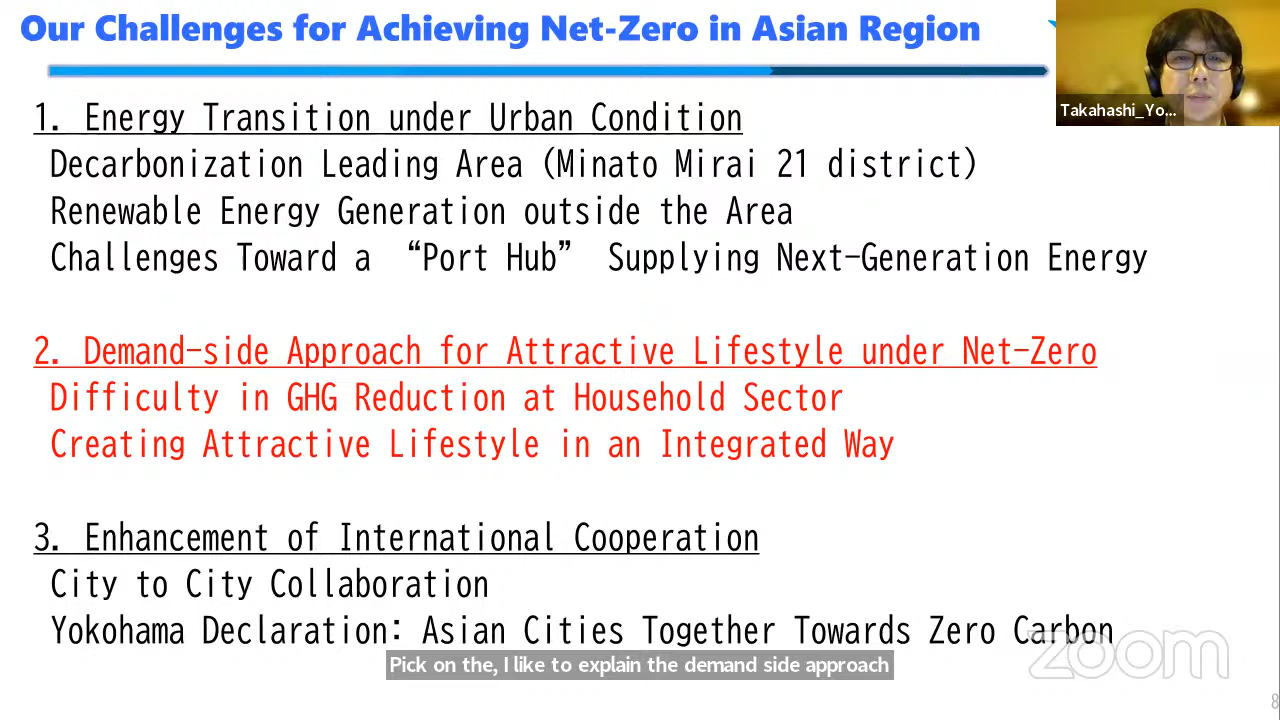 Our Challenges for Achieving Net-Zero in Asian Region
Takahashi_Yo...
1. Energy Transition under Urban Condition
Decarbonization Leading Area (Minato Mirai 21 district)
Renewable Energy Generation outside the Area
Challenges Toward a “Port Hub” Supplying Next-Generation Energy
2. Demand-side Approach for Attractive Lifestyle under Net-Zero
Difficulty in GHG Reduction at Household Sector
Creating Attractive Lifestyle in an Integrated Way
3. Enhancement of International Cooperation
City to City Collaboration
Yokohama Declaration: Asian Cities Together Towards Zero Carbon
zoom
Pick on the, I like to explain the demand side approach
8